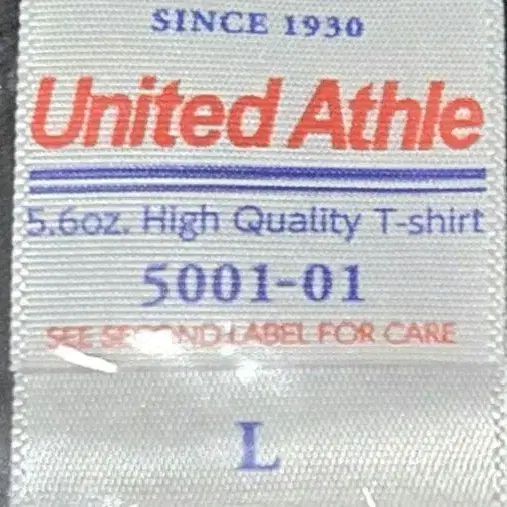 SINCE 1930
United Athle
5.6oz. High Quality T-shirt
5001-01
SEE SECOND LABEL FOR CARE
L